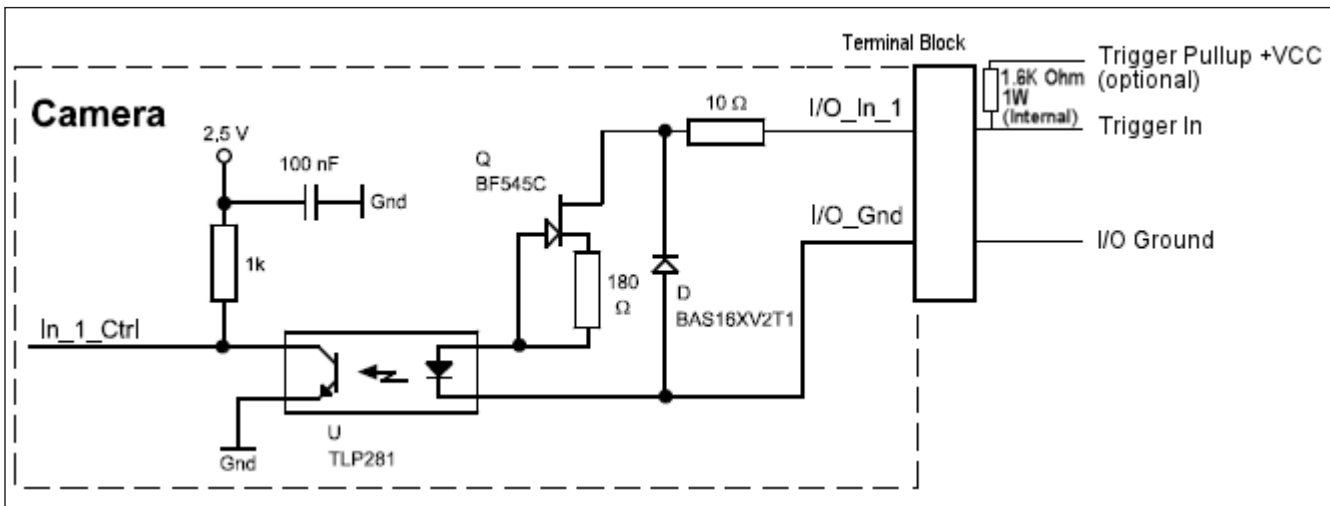 Terminal Block
Trigger Pullup +VCC
(optional)
1.6K Ohm
1W
(Internal)
Trigger In
Camera
2,5 V
100 nF
Gnd
1k
In_1_Ctrl
Q
BF545C
10 Ω
I/O_In_1
I/O_Gnd
I/O Ground
180
Ω
D
BAS16XV2T1
U
TLP281
Gnd